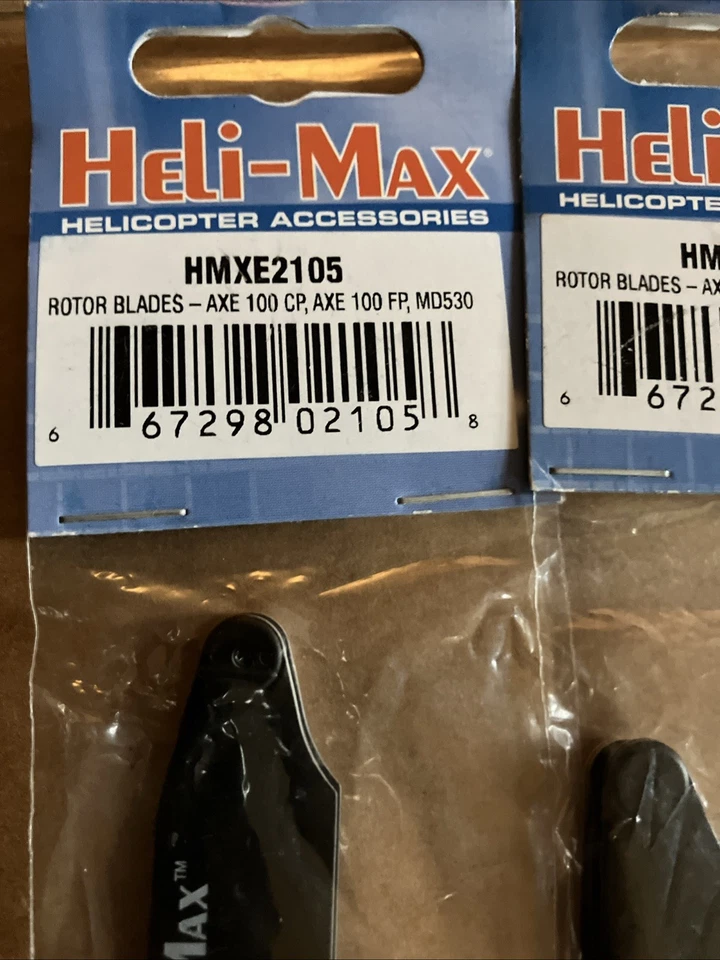 HELI-MAX®
HELICOPTER ACCESSORIES
HMXE2105
ROTOR BLADES – AXE 100 CP, AXE 100 FP, MD530
6 67298 02105 8
MAX™
HELI
HELICOPTE
HM
ROTOR BLADES – AX
6 672